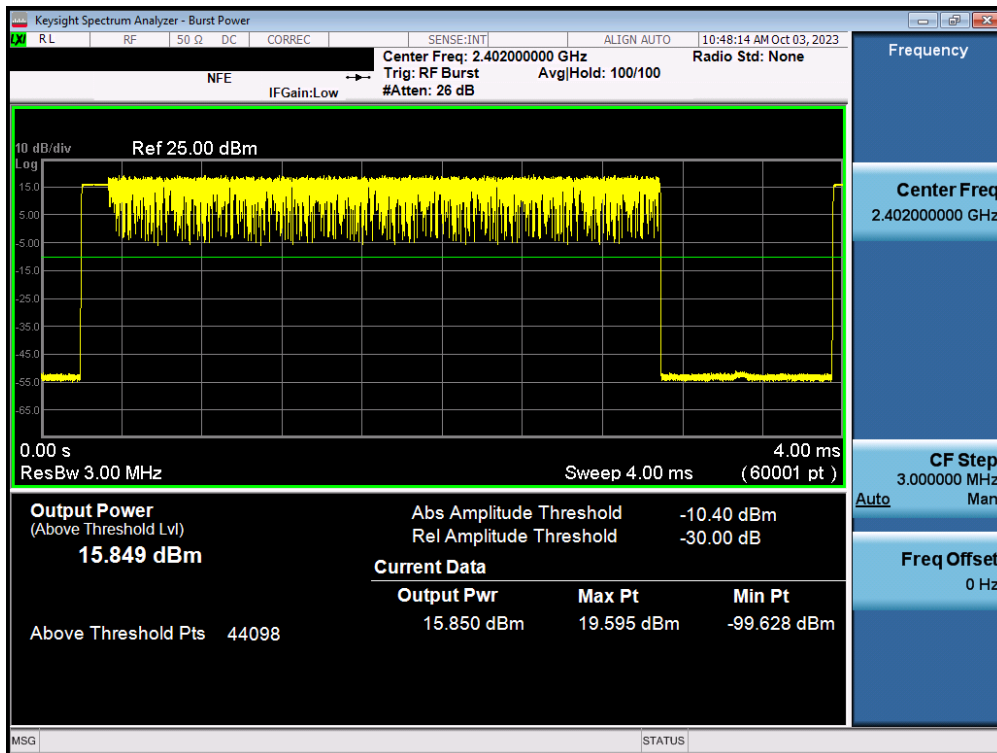 Keysight Spectrum Analyzer - Burst Power
LXI RL RF 50 Ω DC CORREC SENSE:INT ALIGN AUTO 10:48:14 AM Oct 03, 2023
Center Freq: 2.402000000 GHz Radio Std: None
NFE Trig: RF Burst Avg|Hold: 100/100
IFGain:Low #Atten: 26 dB
Frequency
10 dB/div Ref 25.00 dBm
Log
15.0
5.00
-5.00
-15.0
-25.0
-35.0
-45.0
-55.0
-65.0
0.00 s 4.00 ms
ResBw 3.00 MHz Sweep 4.00 ms (60001 pt)
Output Power
(Above Threshold Lvl)
15.849 dBm
Above Threshold Pts 44098
Abs Amplitude Threshold -10.40 dBm
Rel Amplitude Threshold -30.00 dB
Current Data
Output Pwr Max Pt Min Pt
15.850 dBm 19.595 dBm -99.628 dBm
Center Freq
2.402000000 GHz
CF Step
3.000000 MHz
Auto Man
Freq Offset
0 Hz
MSG STATUS